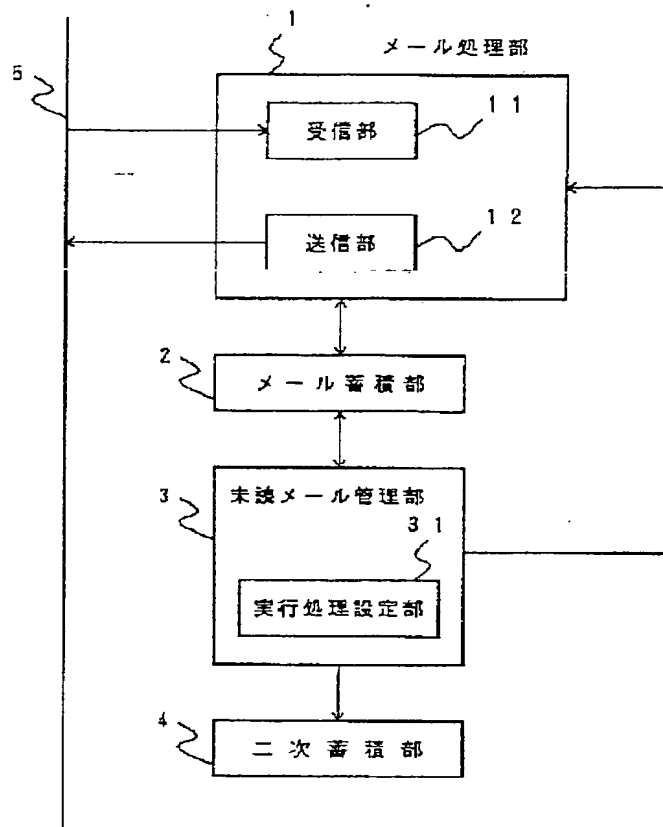 1
メール処理部
5
受信部
11
送信部
12
2
メール蓄積部
3
未読メール管理部
31
実行処理設定部
4
二次蓄積部